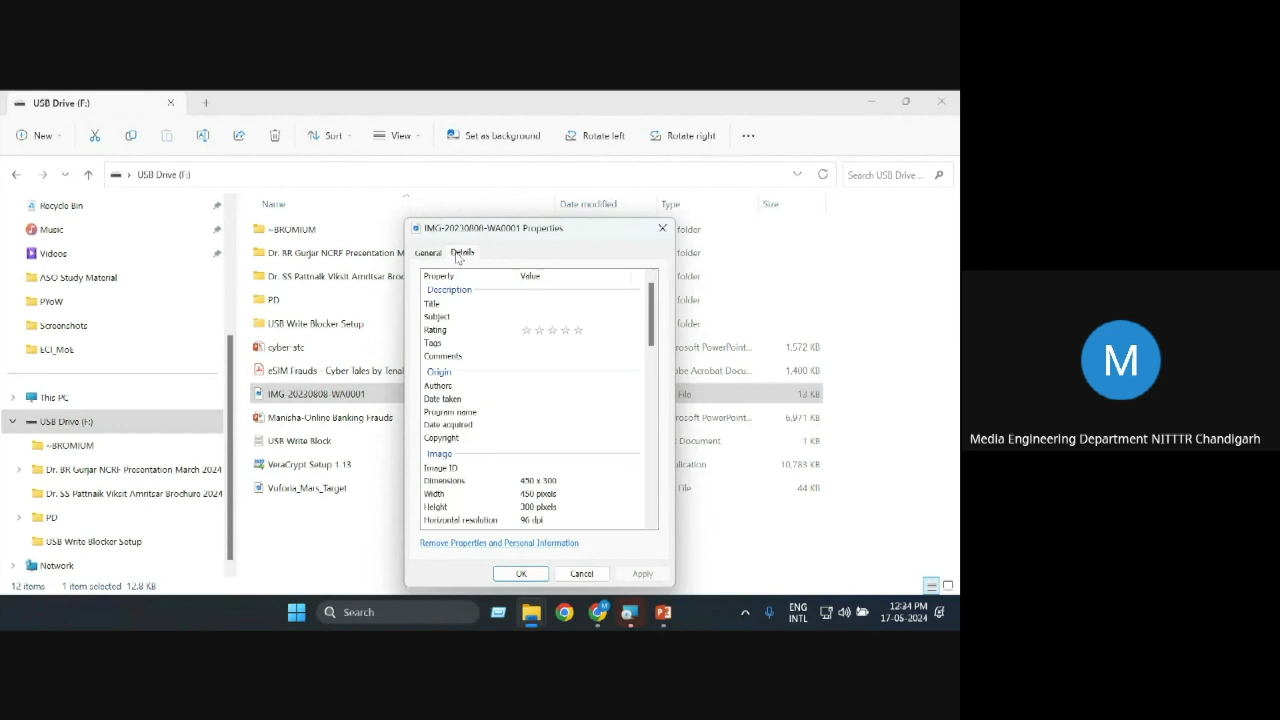 USB Drive (F:)
New
Sort
View
Set as background
Rotate left
Rotate right
USB Drive (F:)
Search USB Drive ...
Recycle Bin
Music
Videos
ASO Study Material
PYoW
Screenshots
ECI_MoE
This PC
USB Drive (F:)
~BROMIUM
Dr. BR Gurjar NCRF Presentation March 2024
Dr. SS Pattnaik Viksit Amritsar Brochure 2024
PD
USB Write Blocker Setup
Network
Name Date modified Type Size
~BROMIUM folder
Dr. BR Gurjar NCRF Presentation M folder
Dr. SS Pattnaik Viksit Amritsar Broc folder
PD folder
USB Write Blocker Setup folder
cyber-stc rosoft PowerPoint... 1,572 KB
eSIM Frauds - Cyber Tales by Tenal be Acrobat Docu... 1,400 KB
IMG-20230808-WA0001 File 13 KB
Manisha-Online Banking Frauds rosoft PowerPoint... 6,971 KB
USB Write Block C Document 1 KB
VeraCrypt Setup 1.13 lication 10,783 KB
Vuforia_Mars_Target File 44 KB
IMG-20230808-WA0001 Properties
General Details
Property Value
Description
Title
Subject
Rating
Tags
Comments
Origin
Authors
Date taken
Program name
Date acquired
Copyright
Image
Image ID
Dimensions 450 x 300
Width 450 pixels
Height 300 pixels
Horizontal resolution 96 dpi
Remove Properties and Personal Information
OK Cancel Apply
12 items 1 item selected 12.8 KB
Search
ENG
INTL
12:34 PM
17-05-2024
M
Media Engineering Department NITTTR Chandigarh